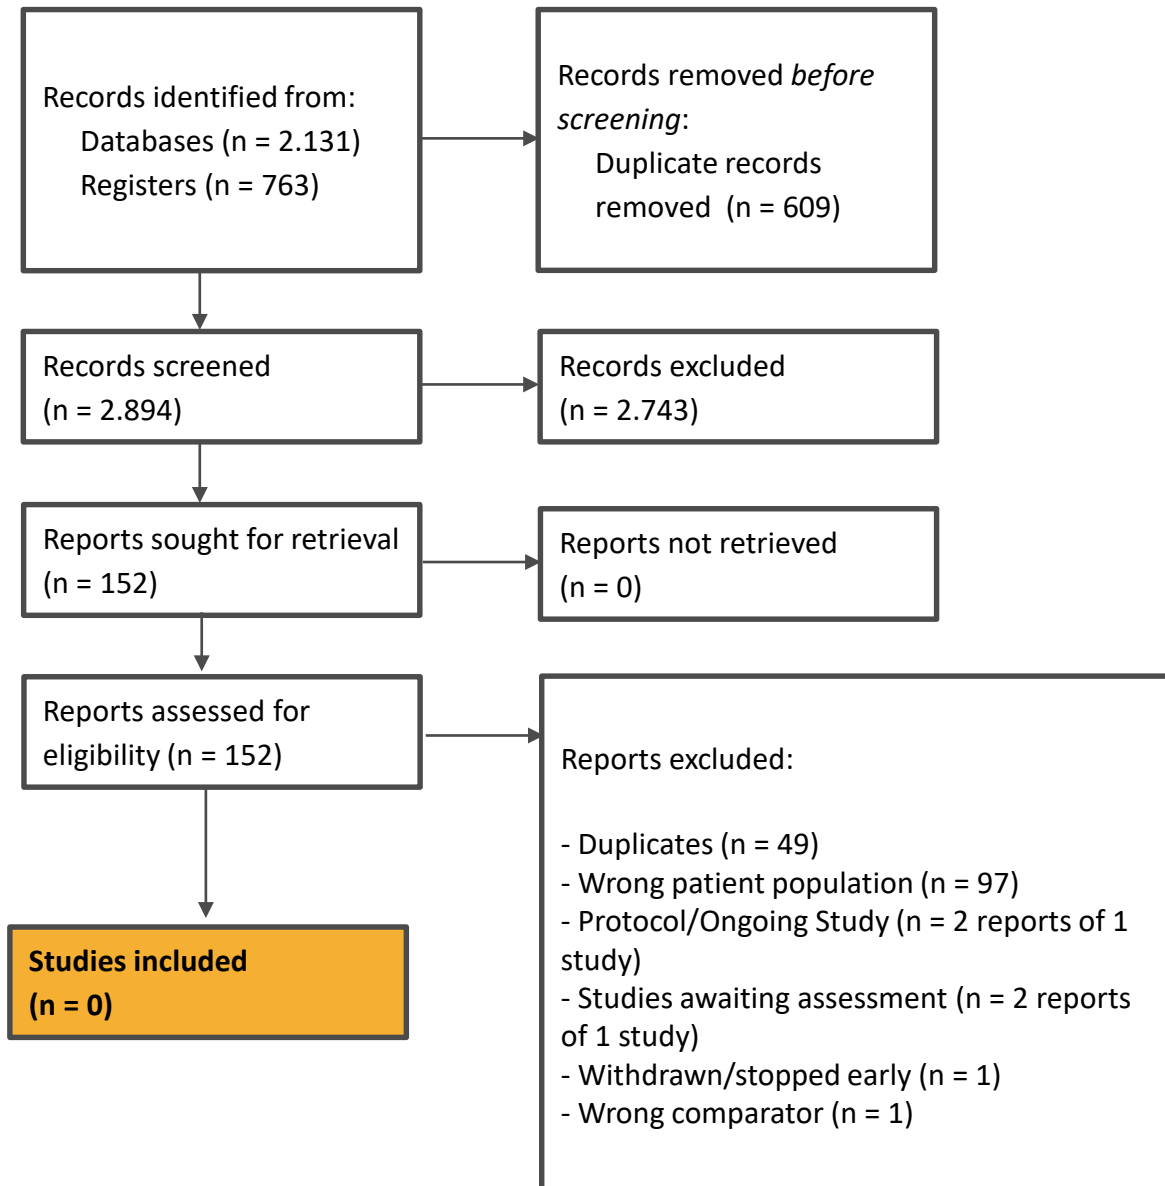 Records identified from:
Databases (n = 2.131)
Registers (n = 763)
Records removed before
screening:
Duplicate records
removed  (n = 609)
Records screened
(n = 2.894)
Records excluded
(n = 2.743)
Reports sought for retrieval
(n = 152)
Reports not retrieved
(n = 0)
Reports assessed for
eligibility (n = 152)
Reports excluded:
- Duplicates (n = 49)
- Wrong patient population (n = 97)
- Protocol/Ongoing Study (n = 2 reports of 1
study)
- Studies awaiting assessment (n = 2 reports
of 1 study)
- Withdrawn/stopped early (n = 1)
- Wrong comparator (n = 1)
Studies included
(n = 0)